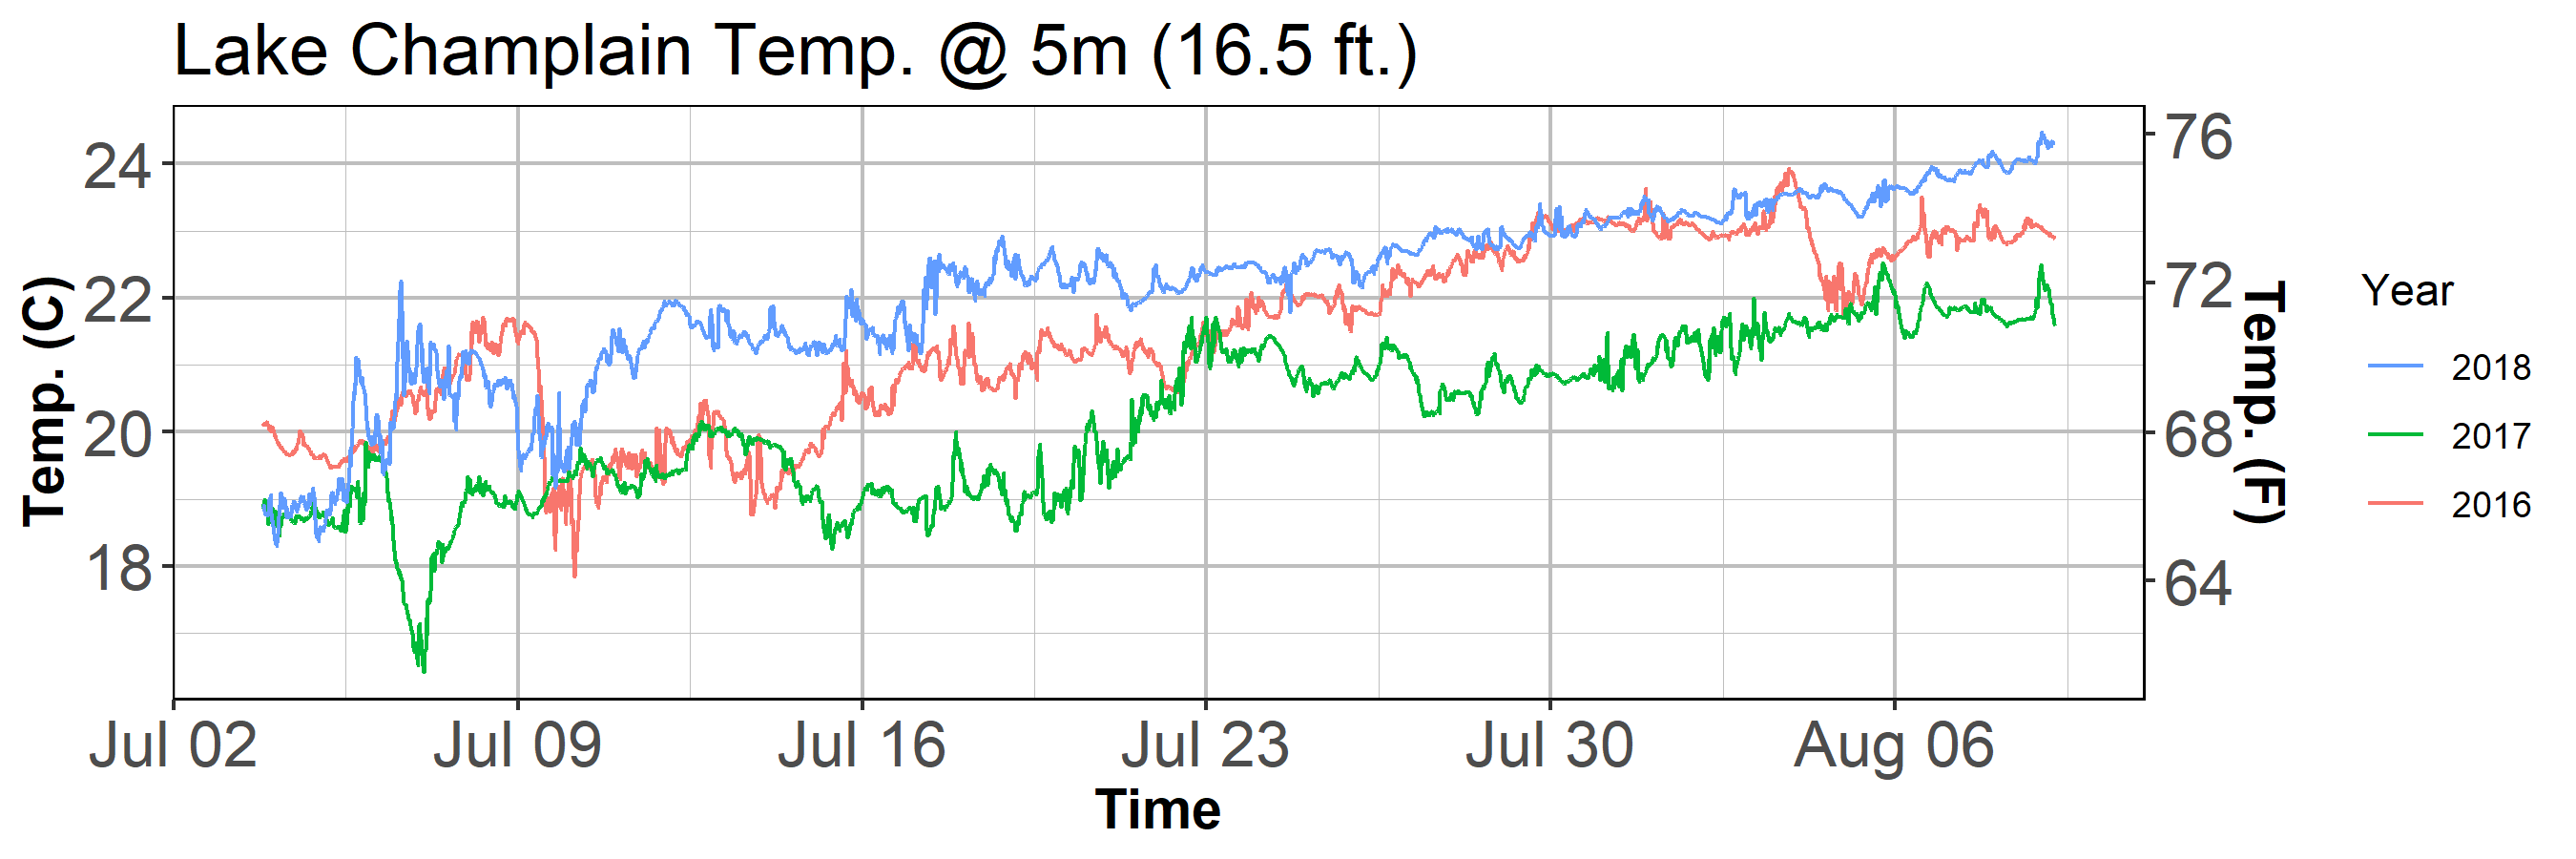 Lake Champlain Temp. @ 5m (16.5 ft.)
Temp. (C)
24
22
20
18
76
72
68
64
Temp. (F)
Jul 02 Jul 09 Jul 16 Jul 23 Jul 30 Aug 06
Time
Year
2018
2017
2016